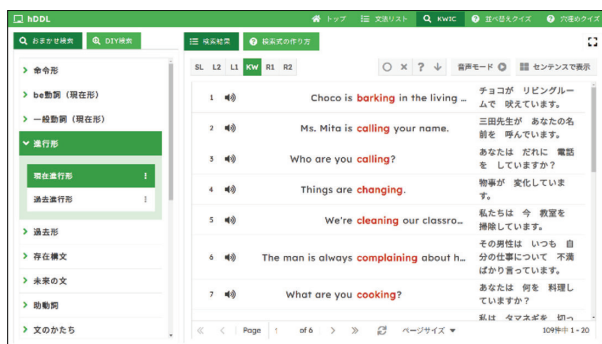 hDDL
トップ 文法リスト KWIC 並べ替えクイズ 穴埋めクイズ
おまかせ検索 DIY検索
検索結果 検索式の作り方
SL L2 L1 KW R1 R2
音声モード センテンスで表示
命令形
be動詞（現在形）
一般動詞（現在形）
進行形
現在進行形
過去進行形
過去形
存在構文
未来の文
助動詞
文のかたち
1 Choco is barking in the living ...
チョコが リビングルー
ムで 吠えています。
2 Ms. Mita is calling your name.
三田先生が あなたの名
前を 呼んでいます。
3 Who are you calling?
あなたは だれに 電話
を していますか？
4 Things are changing.
物事が 変化していま
す。
5 We're cleaning our classro...
私たちは 今 教室を
掃除しています。
6 The man is always complaining about h...
その男性は いつも 自
分の仕事について 不満
ばかり言っています。
7 What are you cooking?
あなたは 何を 料理し
ていますか？
私は タマネギを 切っ
Page 1 of 6 ページサイズ 109件中 1 - 20